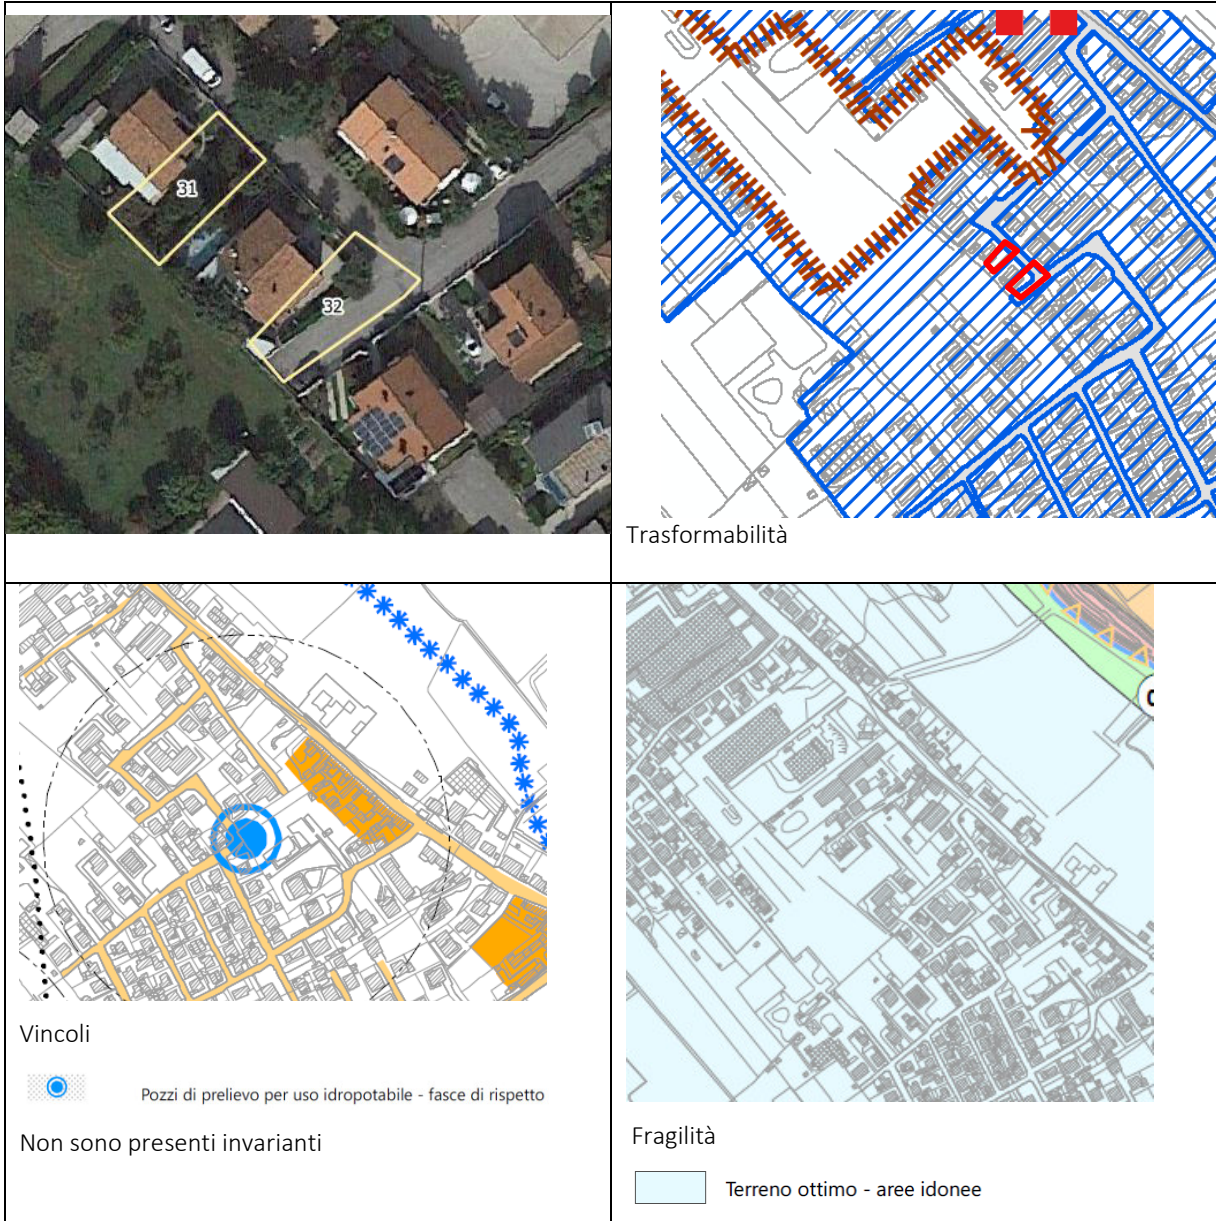 31
32
Trasformabilità
Vincoli
Pozzi di prelievo per uso idropotabile - fasce di rispetto
Non sono presenti invarianti
Fragilità
Terreno ottimo - aree idonee